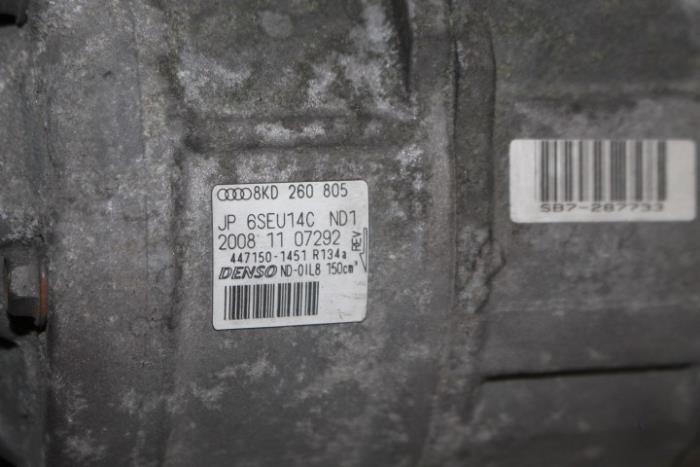 8KD 260 805
JP 6SEU14C ND1
2008 11 07292
REV
447150-1451 R134a
DENSO ND-OIL8 150cm³
SB7-287733